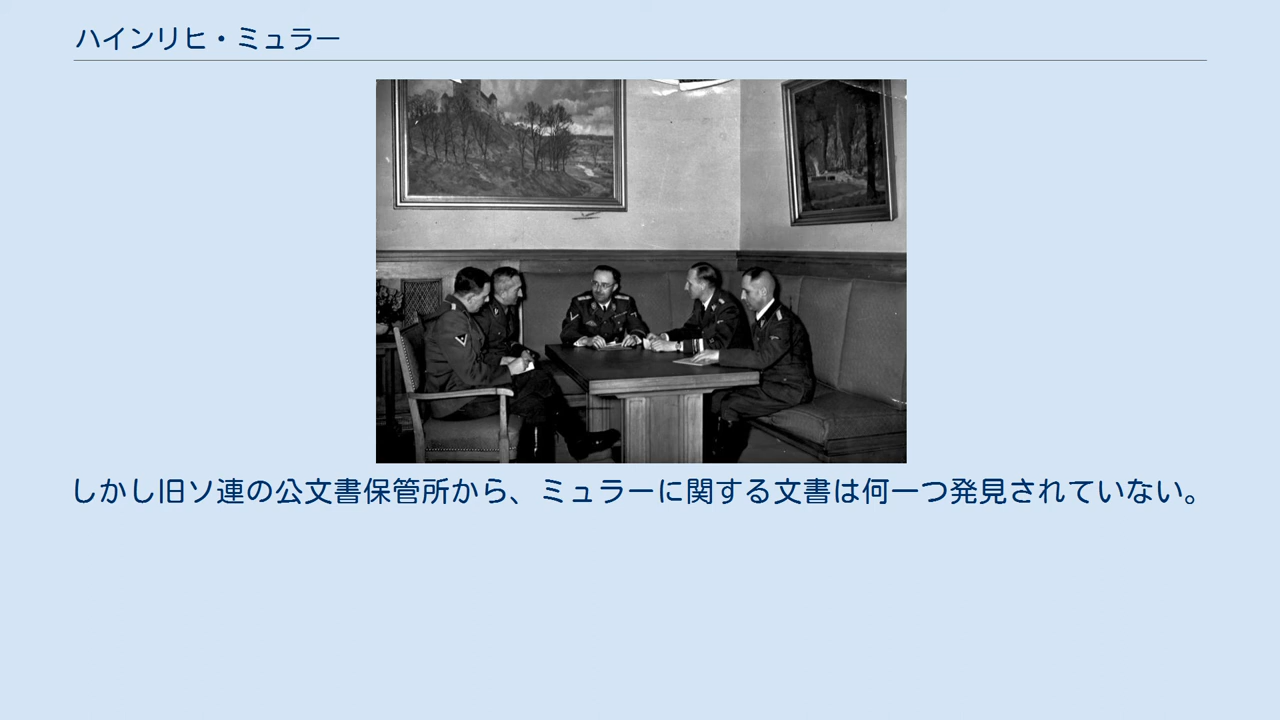 ハインリヒ・ミュラー
しかし旧ソ連の公文書保管所から、ミュラーに関する文書は何一つ発見されていない。